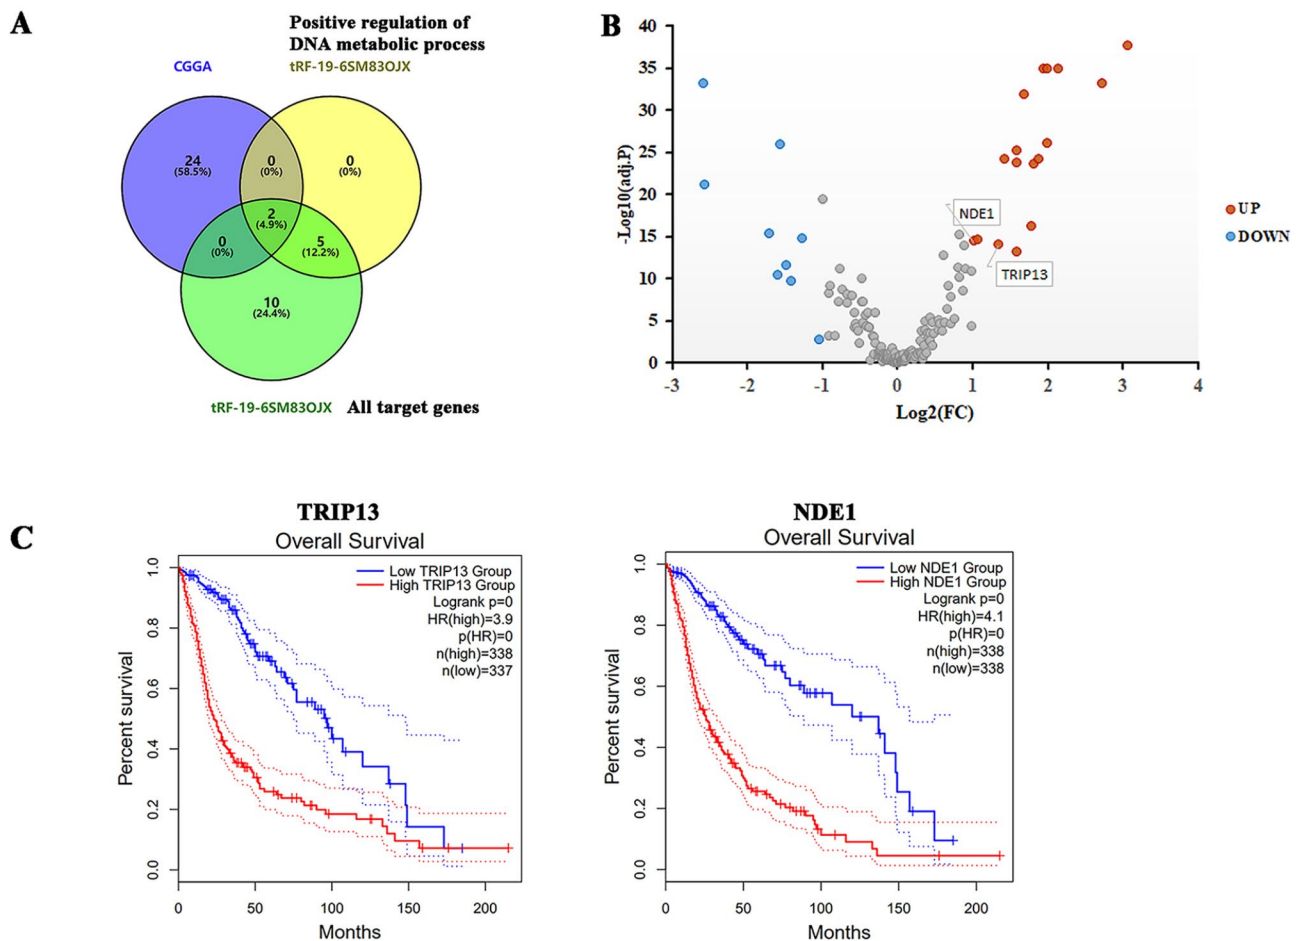 A
Positive regulation of
DNA metabolic process
CGGA
tRF-19-6SM83OJX
24
(58.5%)
0
(0%)
0
(0%)
2
(4.9%)
0
(0%)
5
(12.2%)
10
(24.4%)
tRF-19-6SM83OJX All target genes
B
-Log10(adj.P)
40
35
30
25
20
15
10
5
0
-3 -2 -1 0 1 2 3 4
Log2(FC)
NDE1
TRIP13
UP
DOWN
C
TRIP13
Overall Survival
Low TRIP13 Group
High TRIP13 Group
Logrank p=0
HR(high)=3.9
p(HR)=0
n(high)=338
n(low)=337
Percent survival
1.0
0.8
0.6
0.4
0.2
0.0
0 50 100 150 200
Months
NDE1
Overall Survival
Low NDE1 Group
High NDE1 Group
Logrank p=0
HR(high)=4.1
p(HR)=0
n(high)=338
n(low)=338
Percent survival
1.0
0.8
0.6
0.4
0.2
0.0
0 50 100 150 200
Months